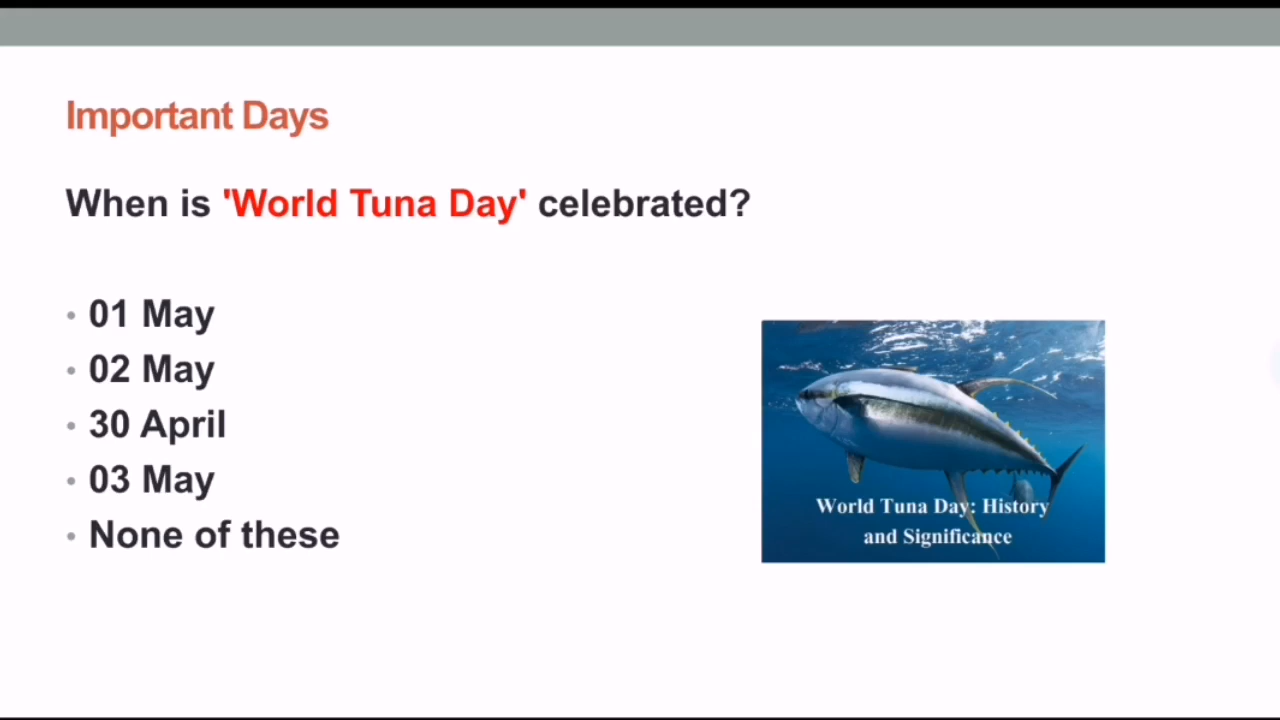 Important Days
When is 'World Tuna Day' celebrated?
• 01 May
• 02 May
• 30 April
• 03 May
• None of these
World Tuna Day: History
and Significance